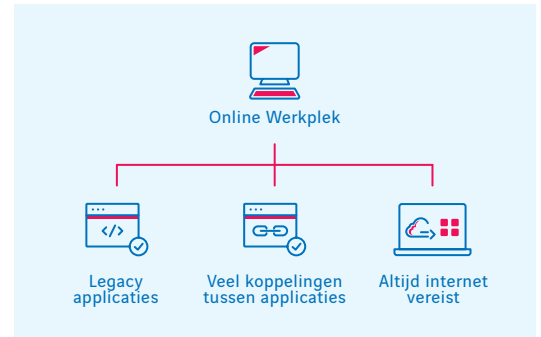 Online Werkplek
Legacy
applicaties
Veel koppelingen
tussen applicaties
Altijd internet
vereist